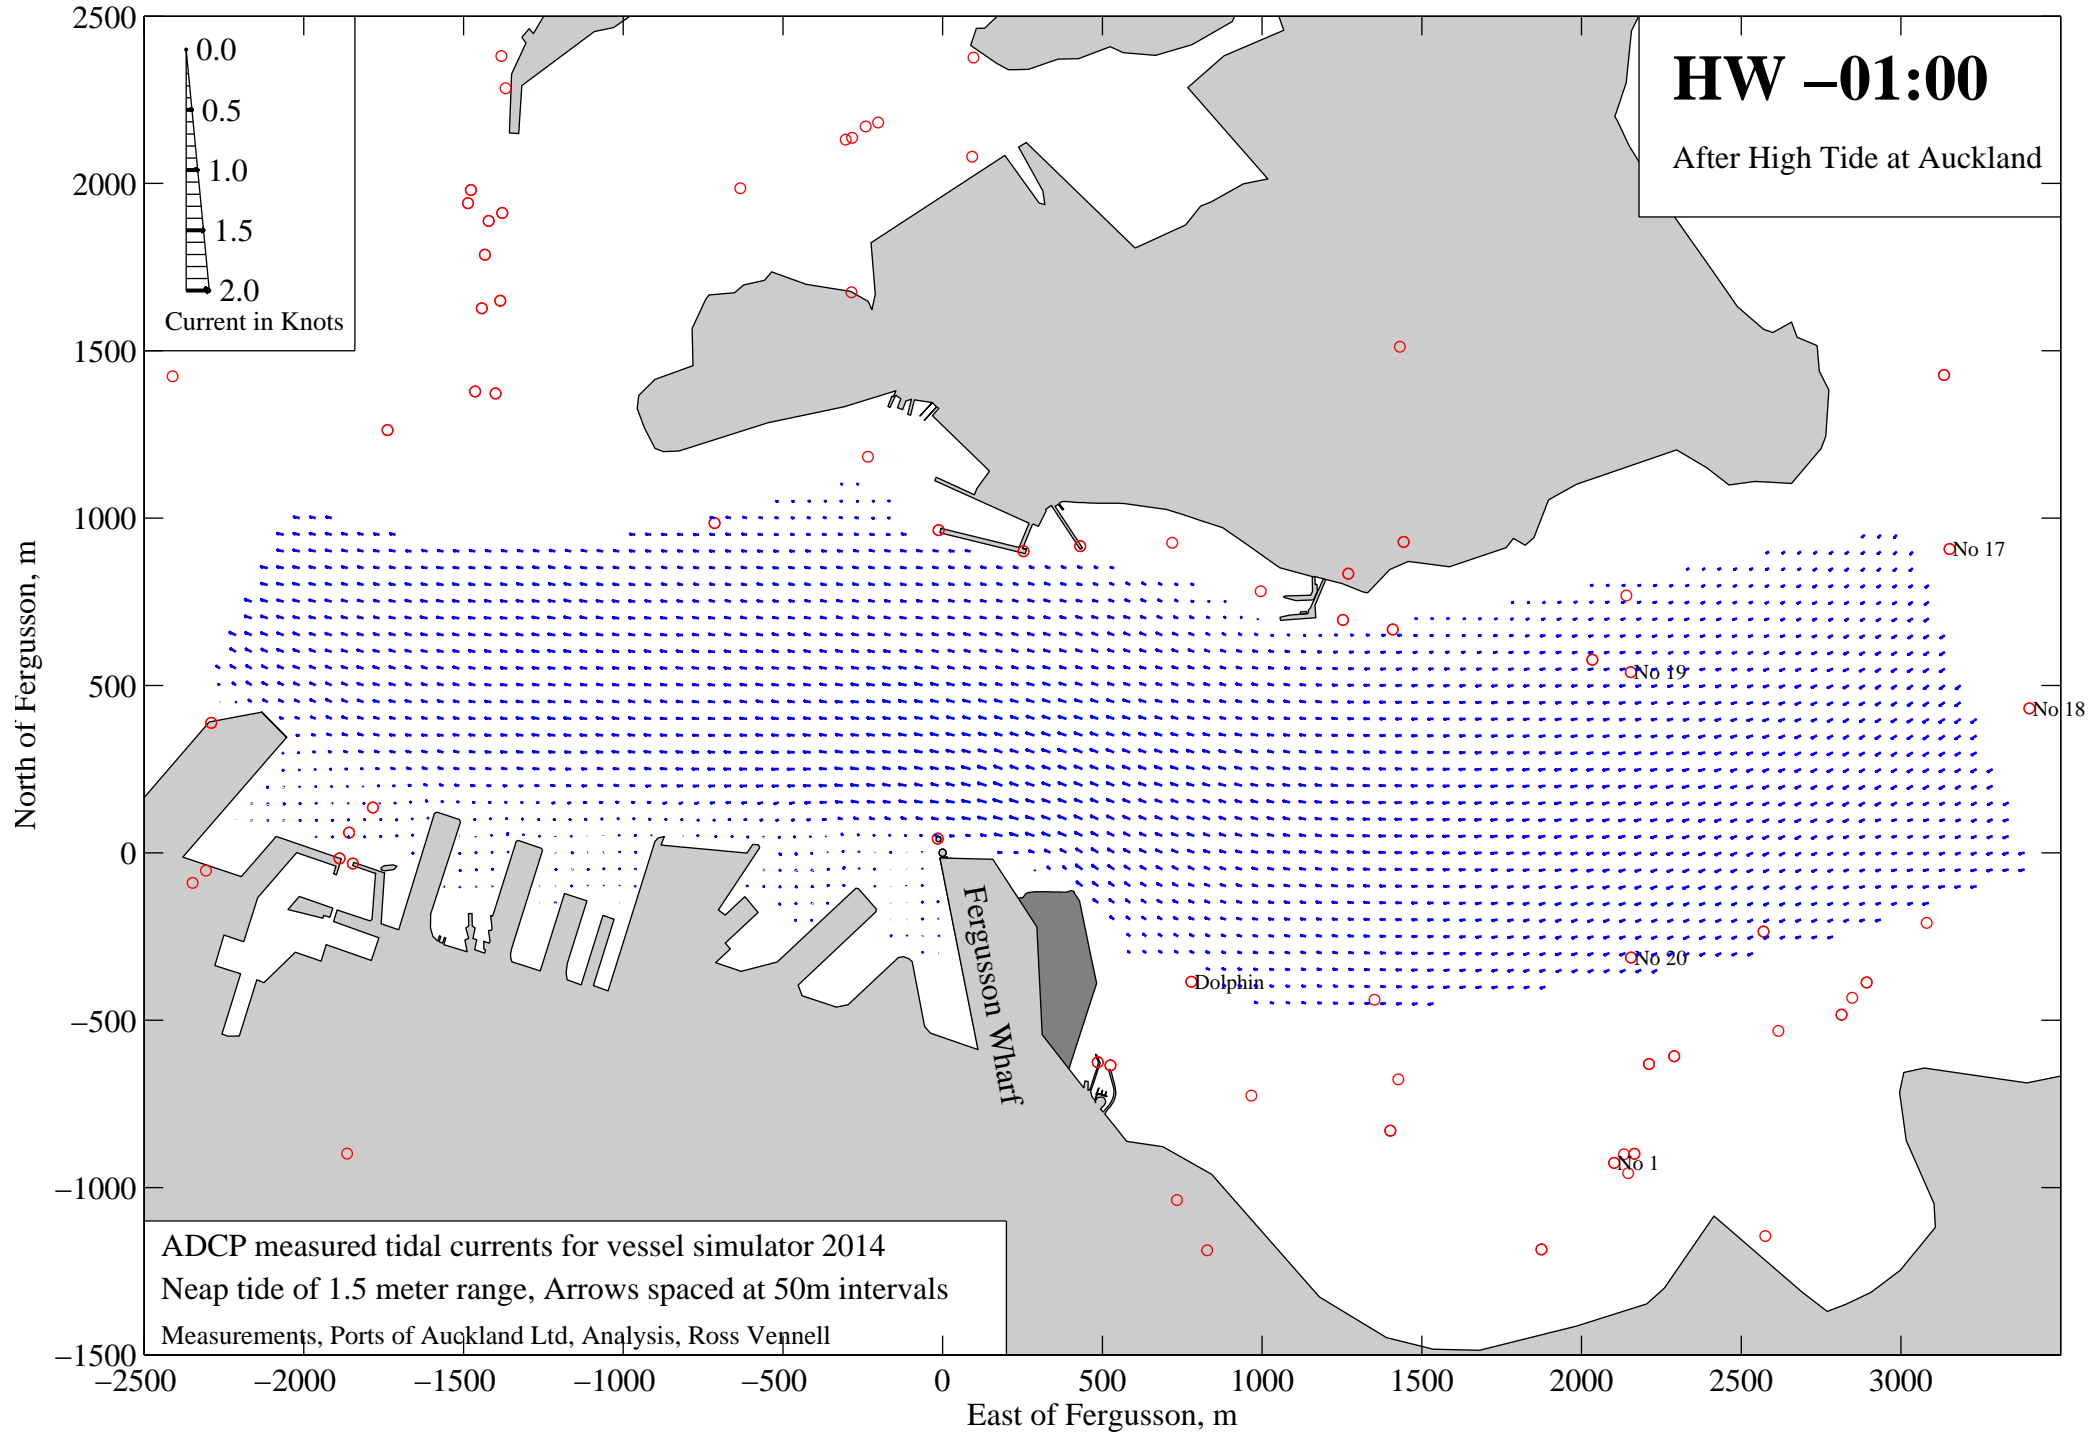 HW –01:00
After High Tide at Auckland
0.0
0.5
1.0
1.5
2.0
Current in Knots
2500
2000
1500
1000
500
0
–500
–1000
–1500
North of Fergusson, m
No 17
No 19
No 18
No 20
Dolphin
No 1
Fergusson Wharf
ADCP measured tidal currents for vessel simulator 2014
Neap tide of 1.5 meter range, Arrows spaced at 50m intervals
Measurements, Ports of Auckland Ltd, Analysis, Ross Vennell
–2500 –2000 –1500 –1000 –500 0 500 1000 1500 2000 2500 3000
East of Fergusson, m